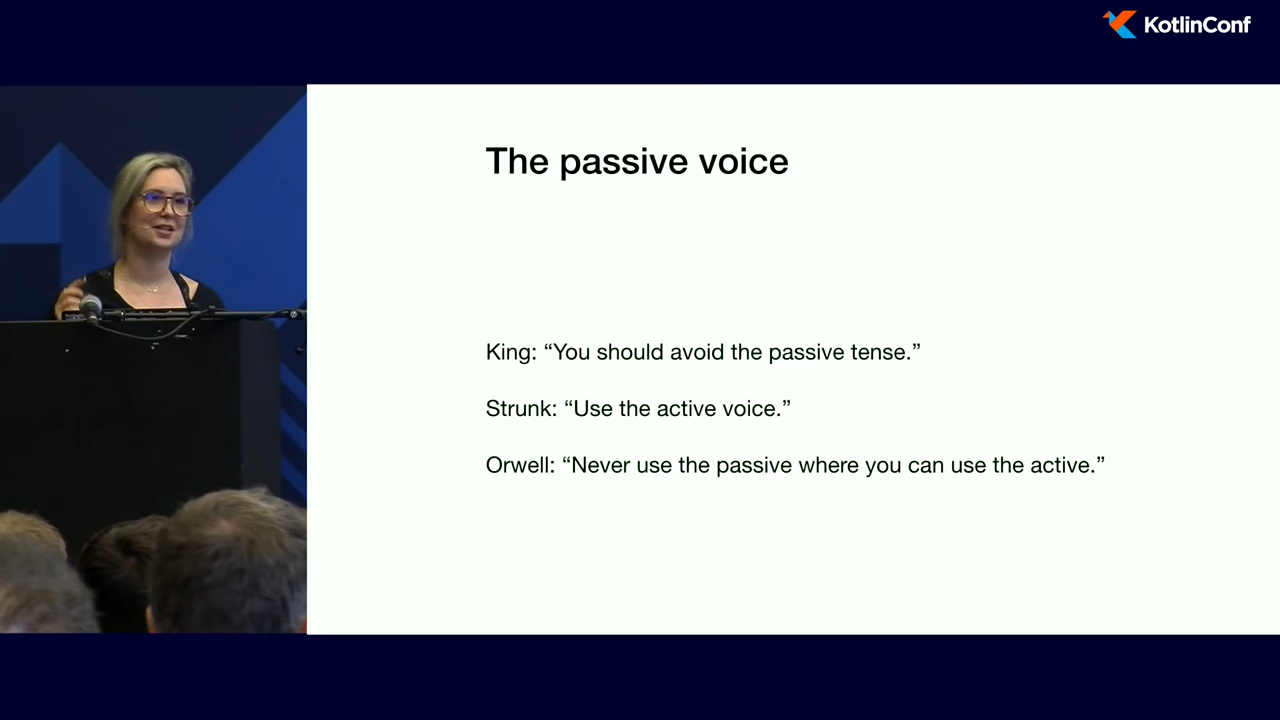 KotlinConf
The passive voice
King: “You should avoid the passive tense.”
Strunk: “Use the active voice.”
Orwell: “Never use the passive where you can use the active.”